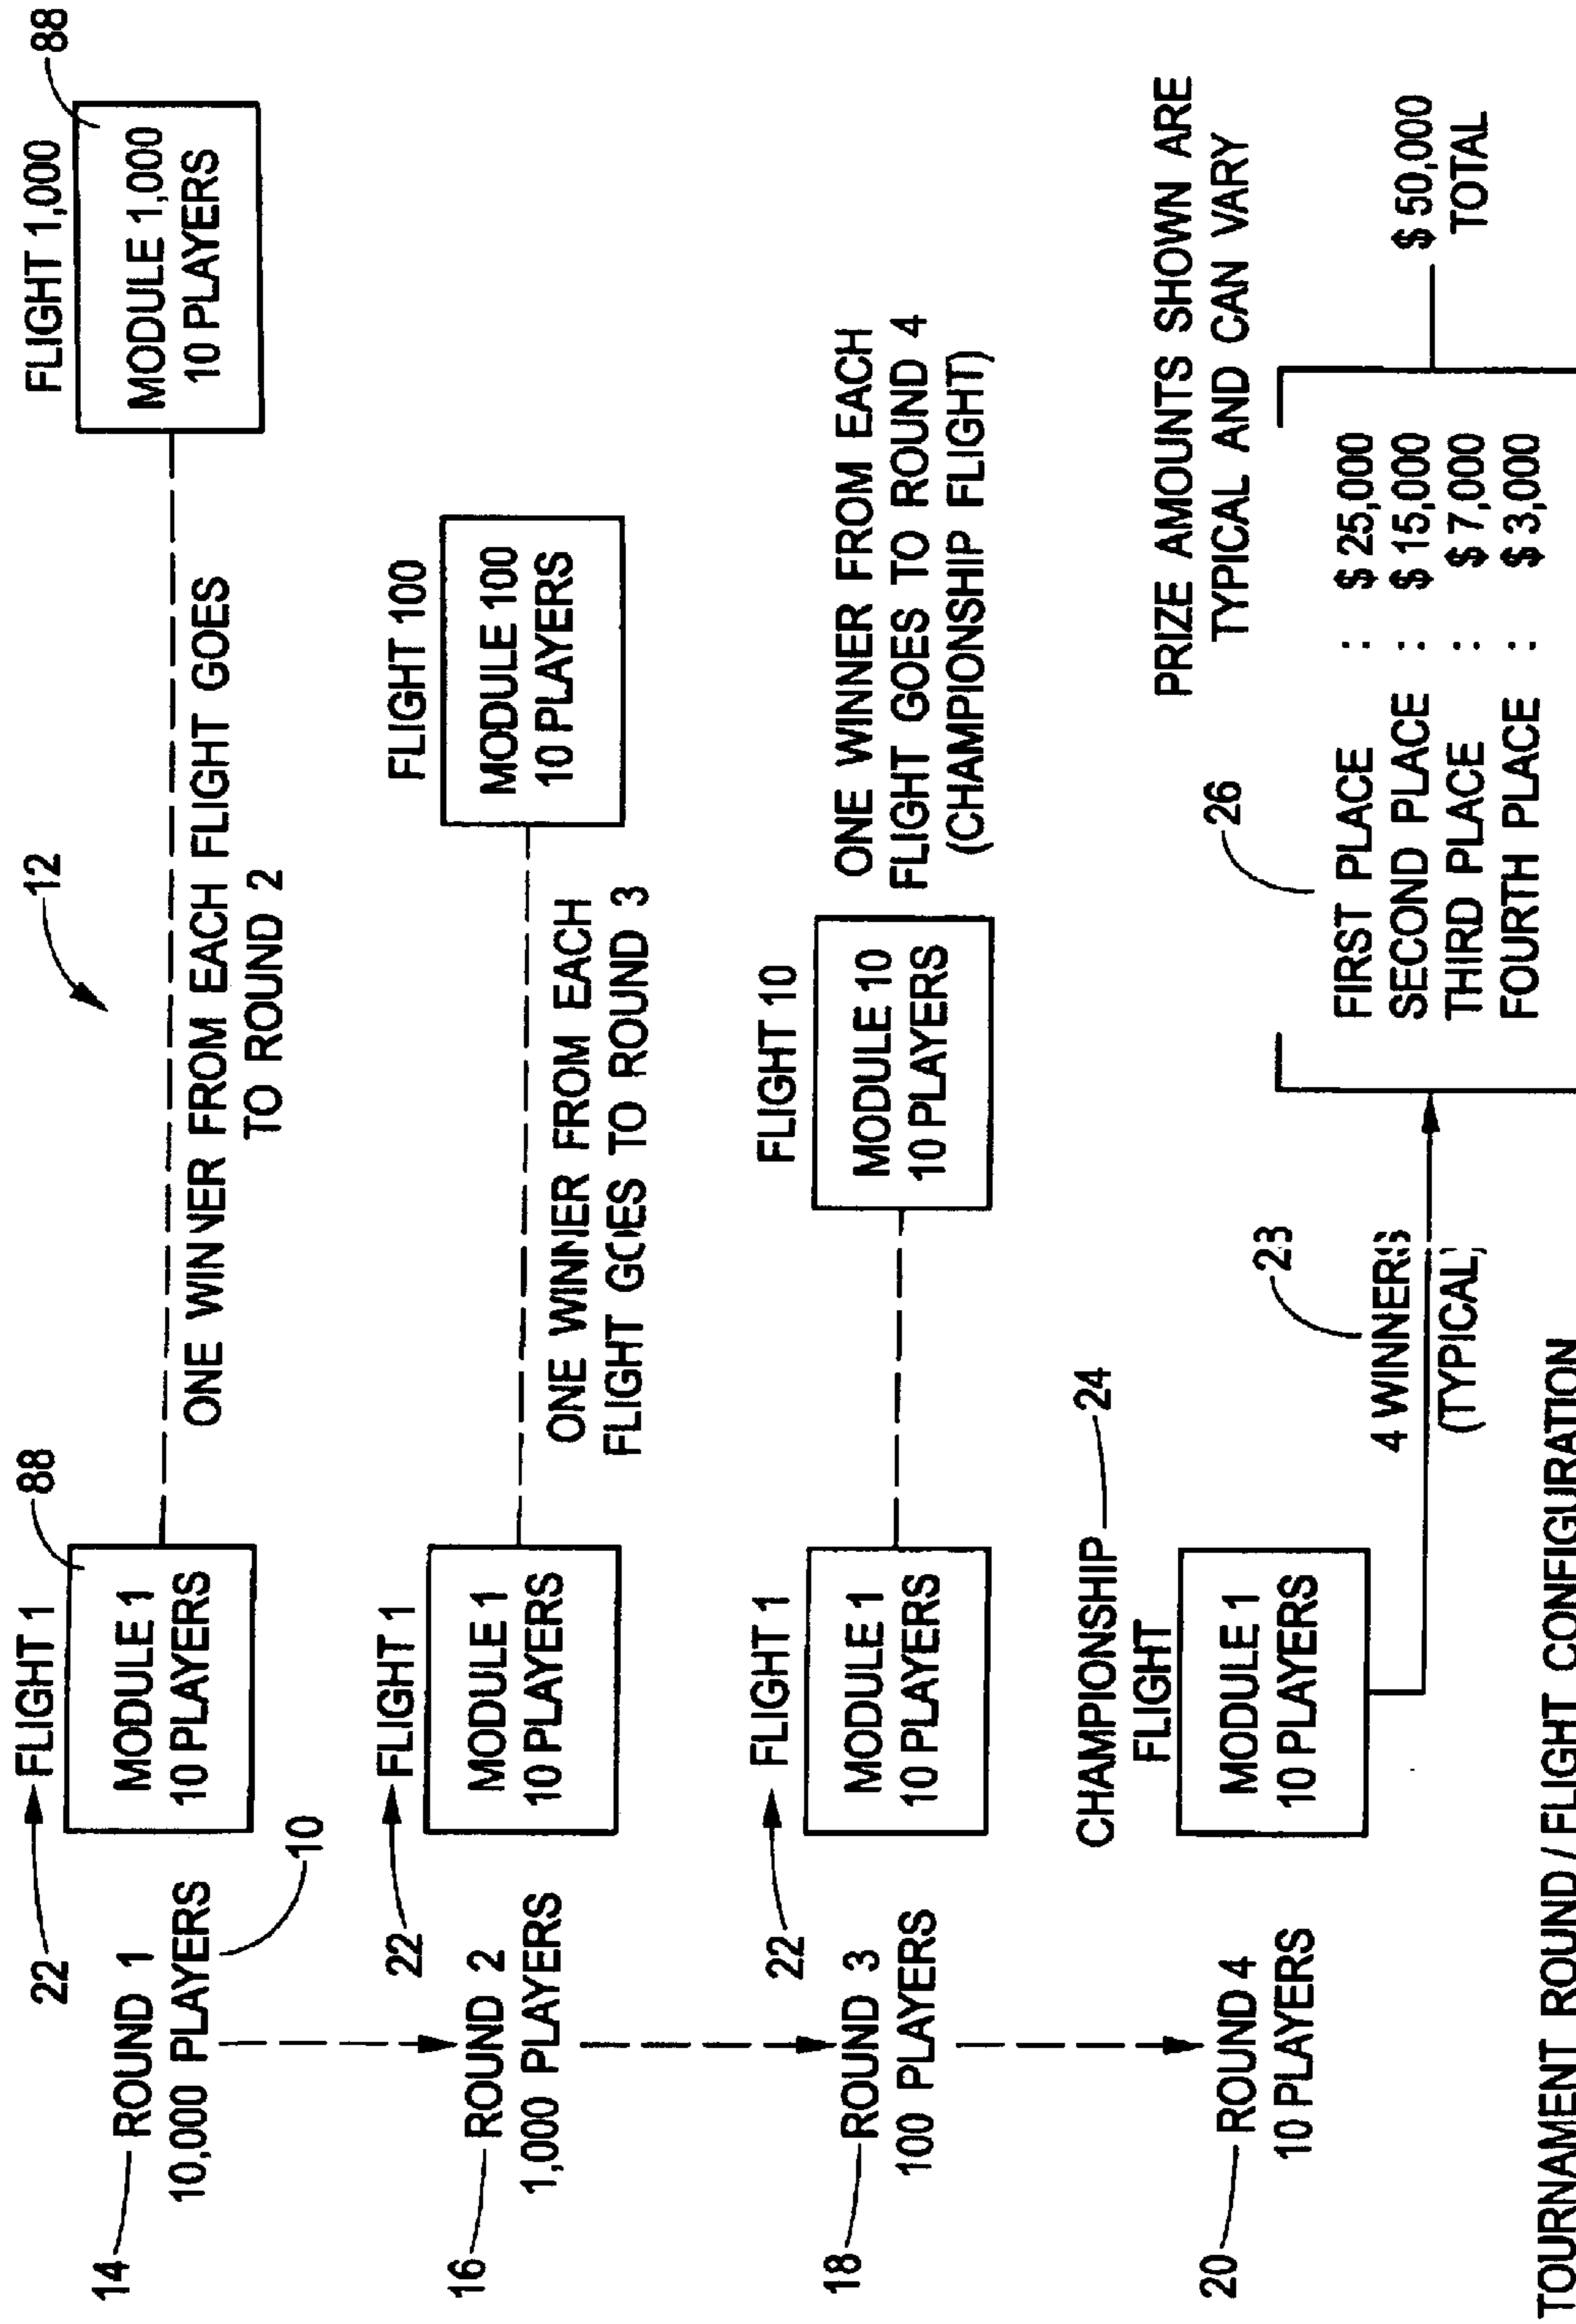 12
22 FLIGHT 1
FLIGHT 1,000
88
88
14 ROUND 1
10,000 PLAYERS
10
MODULE 1
10 PLAYERS
MODULE 1,000
10 PLAYERS
ONE WINNER FROM EACH FLIGHT GOES
TO ROUND 2
22 FLIGHT 1
FLIGHT 100
16 ROUND 2
1,000 PLAYERS
MODULE 1
10 PLAYERS
MODULE 100
10 PLAYERS
ONE WINNER FROM EACH
FLIGHT GOES TO ROUND 3
22 FLIGHT 1
FLIGHT 10
18 ROUND 3
100 PLAYERS
MODULE 1
10 PLAYERS
MODULE 10
10 PLAYERS
ONE WINNER FROM EACH
FLIGHT GOES TO ROUND 4
(CHAMPIONSHIP FLIGHT)
CHAMPIONSHIP 24
FLIGHT
20 ROUND 4
10 PLAYERS
MODULE 1
10 PLAYERS
23
4 WINNERS
(TYPICAL)
26
PRIZE AMOUNTS SHOWN ARE
TYPICAL AND CAN VARY
FIRST PLACE : $ 25,000
SECOND PLACE : $ 15,000
THIRD PLACE : $ 7,000
FOURTH PLACE : $ 3,000
$ 50,000
TOTAL
TOURNAMENT ROUND / FLIGHT CONFIGURATION